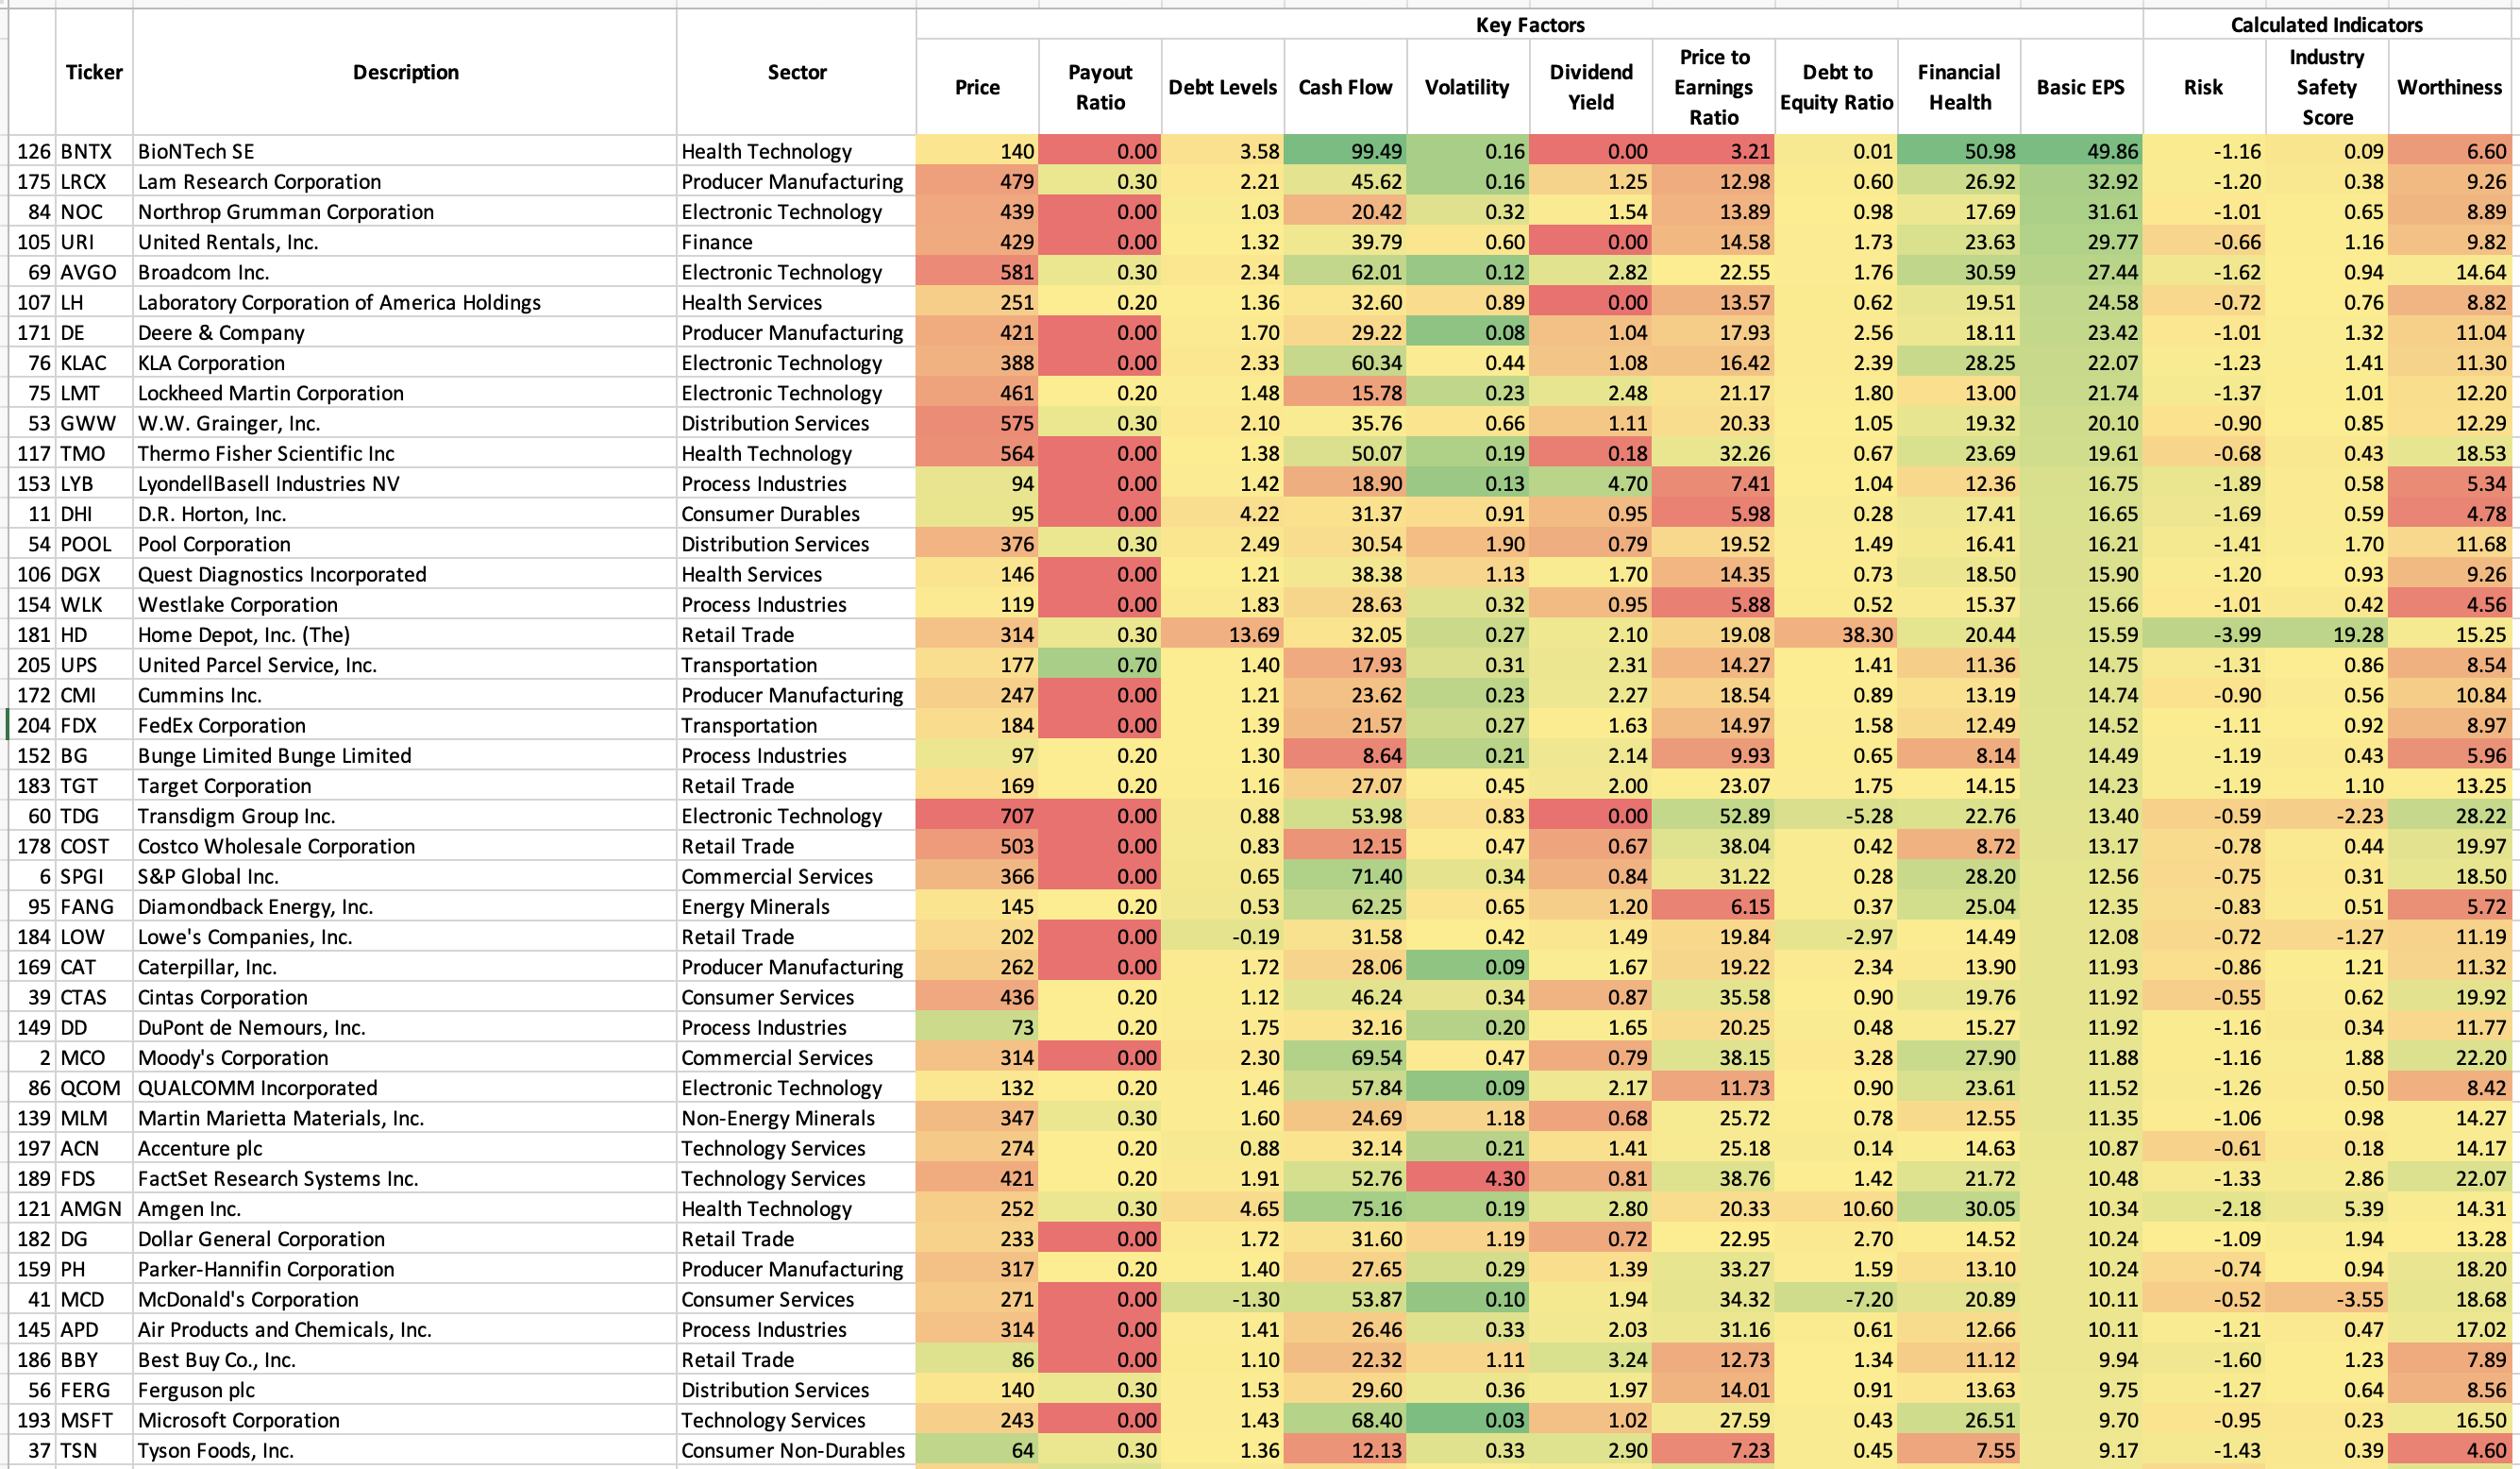 Key Factors Calculated Indicators
Ticker Description Sector Price Payout Ratio Debt Levels Cash Flow Volatility Dividend Yield Price to Earnings Ratio Debt to Equity Ratio Financial Health Basic EPS Risk Industry Safety Score Worthiness
126 BNTX BioNTech SE Health Technology 140 0.00 3.58 99.49 0.16 0.00 3.21 0.01 50.98 49.86 -1.16 0.09 6.60
175 LRCX Lam Research Corporation Producer Manufacturing 479 0.30 2.21 45.62 0.16 1.25 12.98 0.60 26.92 32.92 -1.20 0.38 9.26
84 NOC Northrop Grumman Corporation Electronic Technology 439 0.00 1.03 20.42 0.32 1.54 13.89 0.98 17.69 31.61 -1.01 0.65 8.89
105 URI United Rentals, Inc. Finance 429 0.00 1.32 39.79 0.60 0.00 14.58 1.73 23.63 29.77 -0.66 1.16 9.82
69 AVGO Broadcom Inc. Electronic Technology 581 0.30 2.34 62.01 0.12 2.82 22.55 1.76 30.59 27.44 -1.62 0.94 14.64
107 LH Laboratory Corporation of America Holdings Health Services 251 0.20 1.36 32.60 0.89 0.00 13.57 0.62 19.51 24.58 -0.72 0.76 8.82
171 DE Deere & Company Producer Manufacturing 421 0.00 1.70 29.22 0.08 1.04 17.93 2.56 18.11 23.42 -1.01 1.32 11.04
76 KLAC KLA Corporation Electronic Technology 388 0.00 2.33 60.34 0.44 1.08 16.42 2.39 28.25 22.07 -1.23 1.41 11.30
75 LMT Lockheed Martin Corporation Electronic Technology 461 0.20 1.48 15.78 0.23 2.48 21.17 1.80 13.00 21.74 -1.37 1.01 12.20
53 GWW W.W. Grainger, Inc. Distribution Services 575 0.30 2.10 35.76 0.66 1.11 20.33 1.05 19.32 20.10 -0.90 0.85 12.29
117 TMO Thermo Fisher Scientific Inc Health Technology 564 0.00 1.38 50.07 0.19 0.18 32.26 0.67 23.69 19.61 -0.68 0.43 18.53
153 LYB LyondellBasell Industries NV Process Industries 94 0.00 1.42 18.90 0.13 4.70 7.41 1.04 12.36 16.75 -1.89 0.58 5.34
11 DHI D.R. Horton, Inc. Consumer Durables 95 0.00 4.22 31.37 0.91 0.95 5.98 0.28 17.41 16.65 -1.69 0.59 4.78
54 POOL Pool Corporation Distribution Services 376 0.30 2.49 30.54 1.90 0.79 19.52 1.49 16.41 16.21 -1.41 1.70 11.68
106 DGX Quest Diagnostics Incorporated Health Services 146 0.00 1.21 38.38 1.13 1.70 14.35 0.73 18.50 15.90 -1.20 0.93 9.26
154 WLK Westlake Corporation Process Industries 119 0.00 1.83 28.63 0.32 0.95 5.88 0.52 15.37 15.66 -1.01 0.42 4.56
181 HD Home Depot, Inc. (The) Retail Trade 314 0.30 13.69 32.05 0.27 2.10 19.08 38.30 20.44 15.59 -3.99 19.28 15.25
205 UPS United Parcel Service, Inc. Transportation 177 0.70 1.40 17.93 0.31 2.31 14.27 1.41 11.36 14.75 -1.31 0.86 8.54
172 CMI Cummins Inc. Producer Manufacturing 247 0.00 1.21 23.62 0.23 2.27 18.54 0.89 13.19 14.74 -0.90 0.56 10.84
204 FDX FedEx Corporation Transportation 184 0.00 1.39 21.57 0.27 1.63 14.97 1.58 12.49 14.52 -1.11 0.92 8.97
152 BG Bunge Limited Bunge Limited Process Industries 97 0.20 1.30 8.64 0.21 2.14 9.93 0.65 8.14 14.49 -1.19 0.43 5.96
183 TGT Target Corporation Retail Trade 169 0.20 1.16 27.07 0.45 2.00 23.07 1.75 14.15 14.23 -1.19 1.10 13.25
60 TDG Transdigm Group Inc. Electronic Technology 707 0.00 0.88 53.98 0.83 0.00 52.89 -5.28 22.76 13.40 -0.59 -2.23 28.22
178 COST Costco Wholesale Corporation Retail Trade 503 0.00 0.83 12.15 0.47 0.67 38.04 0.42 8.72 13.17 -0.78 0.44 19.97
6 SPGI S&P Global Inc. Commercial Services 366 0.00 0.65 71.40 0.34 0.84 31.22 0.28 28.20 12.56 -0.75 0.31 18.50
95 FANG Diamondback Energy, Inc. Energy Minerals 145 0.20 0.53 62.25 0.65 1.20 6.15 0.37 25.04 12.35 -0.83 0.51 5.72
184 LOW Lowe's Companies, Inc. Retail Trade 202 0.00 -0.19 31.58 0.42 1.49 19.84 -2.97 14.49 12.08 -0.72 -1.27 11.19
169 CAT Caterpillar, Inc. Producer Manufacturing 262 0.00 1.72 28.06 0.09 1.67 19.22 2.34 13.90 11.93 -0.86 1.21 11.32
39 CTAS Cintas Corporation Consumer Services 436 0.20 1.12 46.24 0.34 0.87 35.58 0.90 19.76 11.92 -0.55 0.62 19.92
149 DD DuPont de Nemours, Inc. Process Industries 73 0.20 1.75 32.16 0.20 1.65 20.25 0.48 15.27 11.92 -1.16 0.34 11.77
2 MCO Moody's Corporation Commercial Services 314 0.00 2.30 69.54 0.47 0.79 38.15 3.28 27.90 11.88 -1.16 1.88 22.20
86 QCOM QUALCOMM Incorporated Electronic Technology 132 0.20 1.46 57.84 0.09 2.17 11.73 0.90 23.61 11.52 -1.26 0.50 8.42
139 MLM Martin Marietta Materials, Inc. Non-Energy Minerals 347 0.30 1.60 24.69 1.18 0.68 25.72 0.78 12.55 11.35 -1.06 0.98 14.27
197 ACN Accenture plc Technology Services 274 0.20 0.88 32.14 0.21 1.41 25.18 0.14 14.63 10.87 -0.61 0.18 14.17
189 FDS FactSet Research Systems Inc. Technology Services 421 0.20 1.91 52.76 4.30 0.81 38.76 1.42 21.72 10.48 -1.33 2.86 22.07
121 AMGN Amgen Inc. Health Technology 252 0.30 4.65 75.16 0.19 2.80 20.33 10.60 30.05 10.34 -2.18 5.39 14.31
182 DG Dollar General Corporation Retail Trade 233 0.00 1.72 31.60 1.19 0.72 22.95 2.70 14.52 10.24 -1.09 1.94 13.28
159 PH Parker-Hannifin Corporation Producer Manufacturing 317 0.20 1.40 27.65 0.29 1.39 33.27 1.59 13.10 10.24 -0.74 0.94 18.20
41 MCD McDonald's Corporation Consumer Services 271 0.00 -1.30 53.87 0.10 1.94 34.32 -7.20 20.89 10.11 -0.52 -3.55 18.68
145 APD Air Products and Chemicals, Inc. Process Industries 314 0.00 1.41 26.46 0.33 2.03 31.16 0.61 12.66 10.11 -1.21 0.47 17.02
186 BBY Best Buy Co., Inc. Retail Trade 86 0.00 1.10 22.32 1.11 3.24 12.73 1.34 11.12 9.94 -1.60 1.23 7.89
56 FERG Ferguson plc Distribution Services 140 0.30 1.53 29.60 0.36 1.97 14.01 0.91 13.63 9.75 -1.27 0.64 8.56
193 MSFT Microsoft Corporation Technology Services 243 0.00 1.43 68.40 0.03 1.02 27.59 0.43 26.51 9.70 -0.95 0.23 16.50
37 TSN Tyson Foods, Inc. Consumer Non-Durables 64 0.30 1.36 12.13 0.33 2.90 7.23 0.45 7.55 9.17 -1.43 0.39 4.60